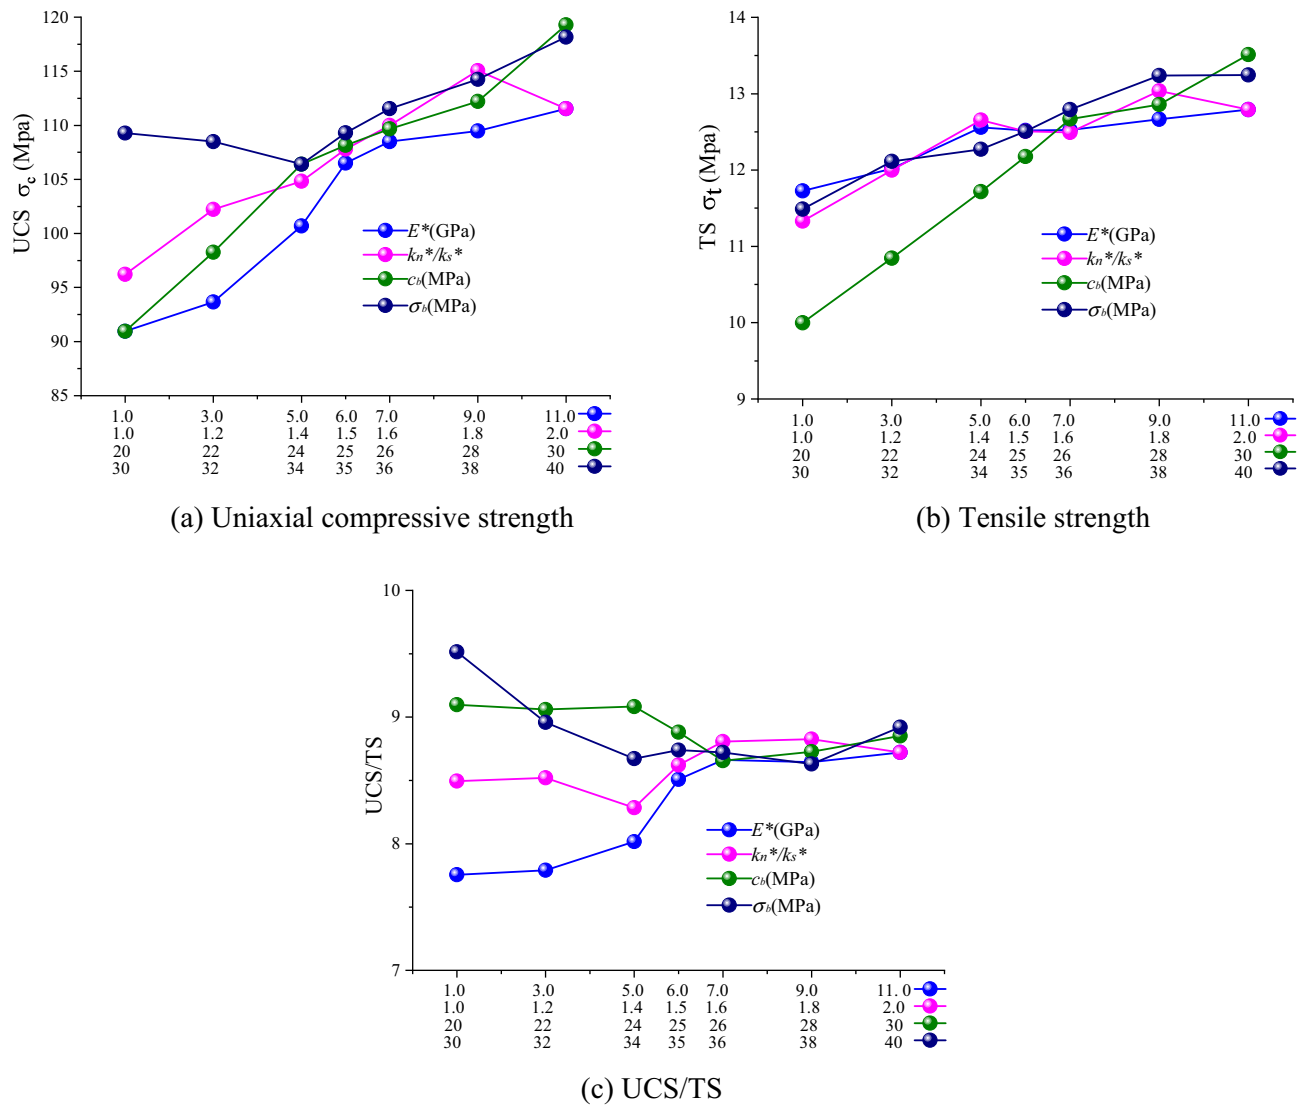 120
115
110
105
100
95
90
85
UCS σc (Mpa)
E*(GPa)
kn*/ks*
cb(MPa)
σb(MPa)
1.0 3.0 5.0 6.0 7.0 9.0 11.0
1.0 1.2 1.4 1.5 1.6 1.8 2.0
20 22 24 25 26 28 30
30 32 34 35 36 38 40
(a) Uniaxial compressive strength
14
13
12
11
10
9
TS σt (Mpa)
E*(GPa)
kn*/ks*
cb(MPa)
σb(MPa)
1.0 3.0 5.0 6.0 7.0 9.0 11.0
1.0 1.2 1.4 1.5 1.6 1.8 2.0
20 22 24 25 26 28 30
30 32 34 35 36 38 40
(b) Tensile strength
10
9
8
7
UCS/TS
E*(GPa)
kn*/ks*
cb(MPa)
σb(MPa)
1.0 3.0 5.0 6.0 7.0 9.0 11.0
1.0 1.2 1.4 1.5 1.6 1.8 2.0
20 22 24 25 26 28 30
30 32 34 35 36 38 40
(c) UCS/TS